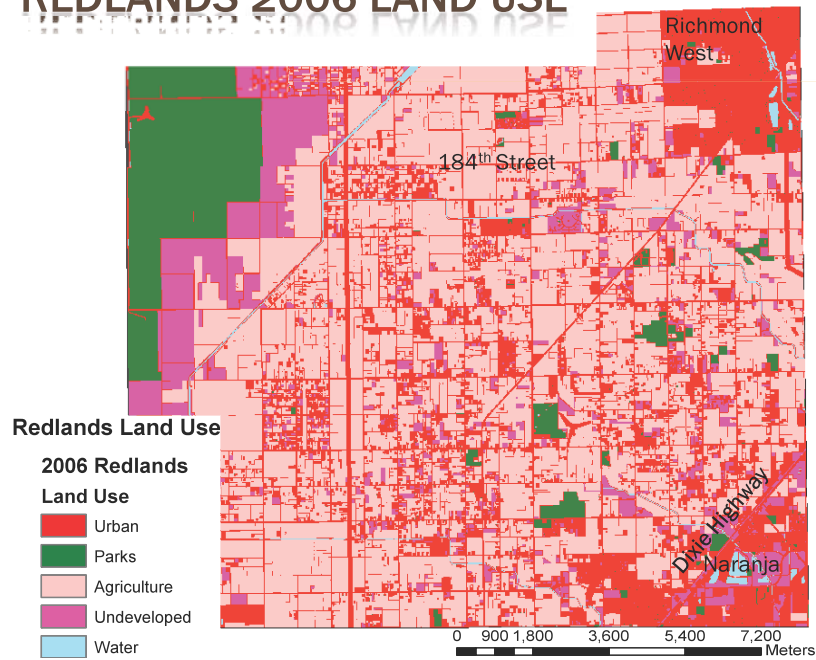 REDLANDS 2006 LAND USE
Richmond
West
184th Street
Redlands Land Use
2006 Redlands
Land Use
Urban
Parks
Agriculture
Undeveloped
Water
Dixie Highway
Naranja
0 900 1,800 3,600 5,400 7,200
Meters